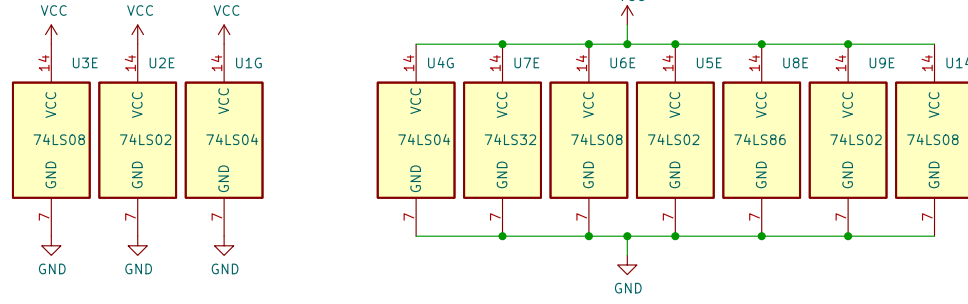 VCC VCC VCC VCC
14 U3E 14 U2E 14 U1G 14 U4G 14 U7E 14 U6E 14 U5E 14 U8E 14 U9E 14
VCC VCC VCC VCC VCC VCC VCC VCC VCC VCC
74LS08 74LS02 74LS04 74LS04 74LS32 74LS08 74LS02 74LS86 74LS02 74LS08
GND GND GND GND GND GND GND GND GND GND
7 7 7 7 7 7 7 7 7 7
GND GND GND
GND